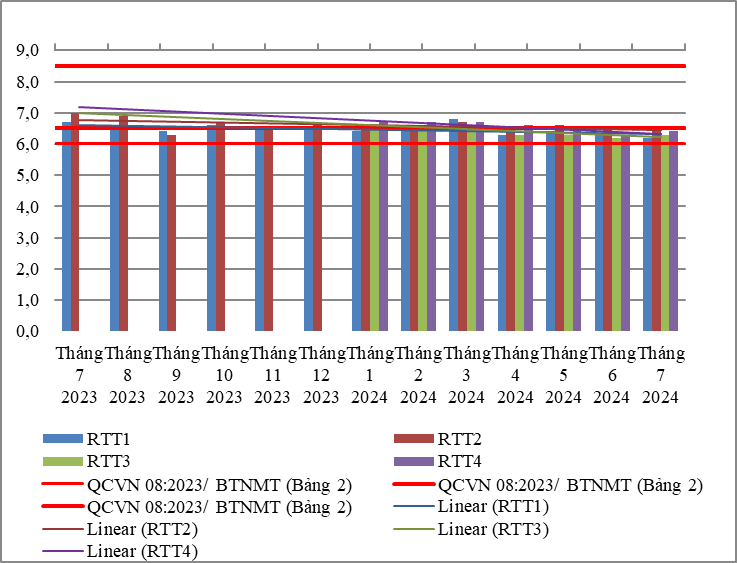 9,0
8,0
7,0
6,0
5,0
4,0
3,0
2,0
1,0
0,0
Tháng Tháng Tháng Tháng Tháng Tháng Tháng Tháng Tháng Tháng Tháng Tháng Tháng
7 8 9 10 11 12 1 2 3 4 5 6 7
2023 2023 2023 2023 2023 2023 2024 2024 2024 2024 2024 2024 2024
RTT1 RTT2
RTT3 RTT4
QCVN 08:2023/ BTNMT (Bảng 2) QCVN 08:2023/ BTNMT (Bảng 2)
QCVN 08:2023/ BTNMT (Bảng 2) Linear (RTT1)
Linear (RTT2) Linear (RTT3)
Linear (RTT4)